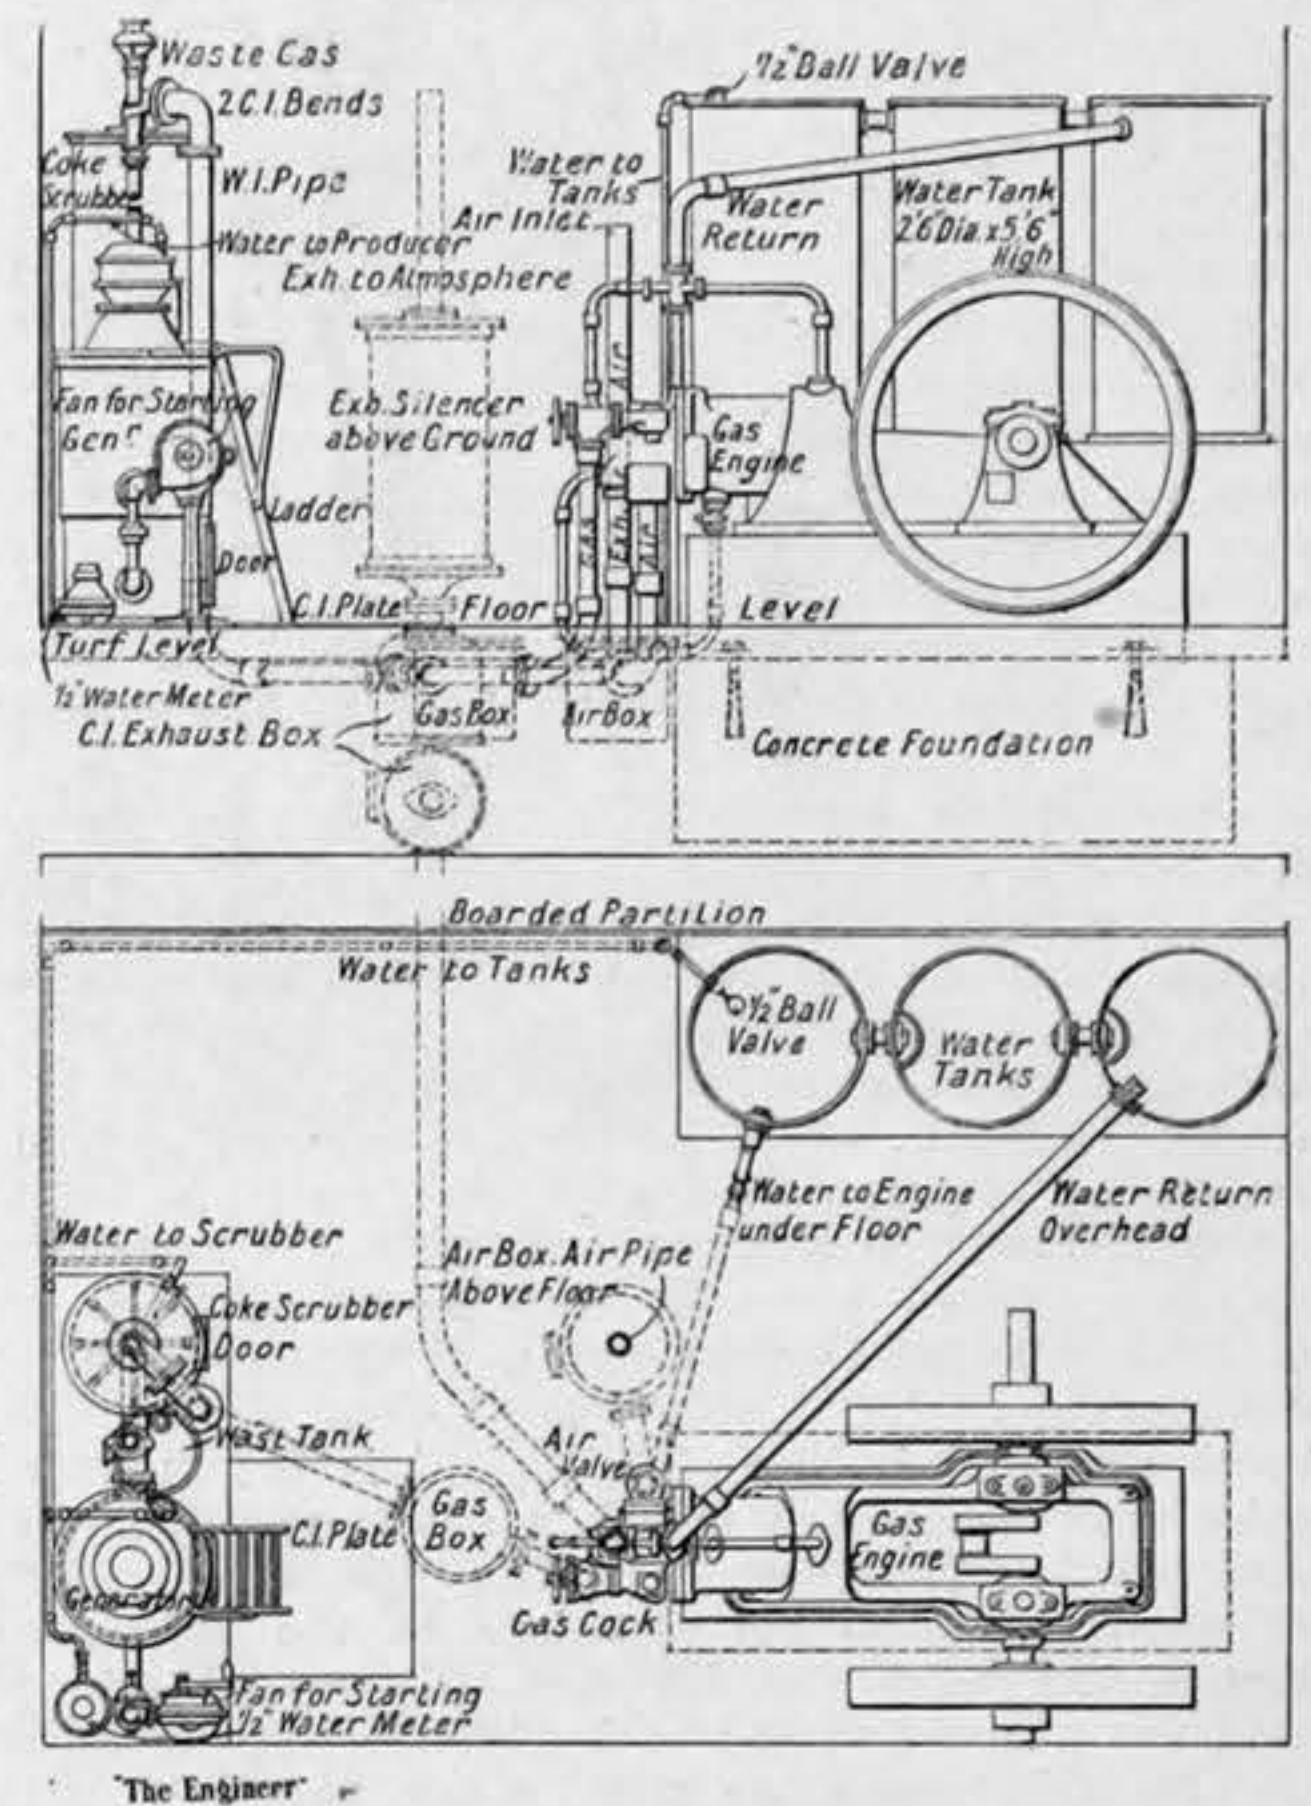 Waste Gas
2 C.I. Bends
½" Ball Valve
Coke
Scrubber
W.I. Pipe
Water to
Tanks
Air Inlet
Water
Return
Water Tank
2'6" Dia. x 5'6"
High
Water to Producer
Exh. to Atmosphere
Air
Fan for Starting
Genr
Exh. Silencer
above Ground
Gas
Engine
Ladder
Gas
Exh.
Air
Door
C.I. Plate
Floor
Level
Turf Level
½" Water Meter
C.I. Exhaust Box
Gas Box
Air Box
Concrete Foundation
Boarded Partition
Water to Tanks
½" Ball
Valve
Water
Tanks
Water to Engine
under Floor
Water Return
Overhead
Water to Scrubber
Air Box. Air Pipe
Above Floor
Coke Scrubber
Door
Wast Tank
Air
Valve
Gas
Box
C.I. Plate
Gas
Engine
Generator
Gas Cock
Fan for Starting
½" Water Meter
"The Engineer"